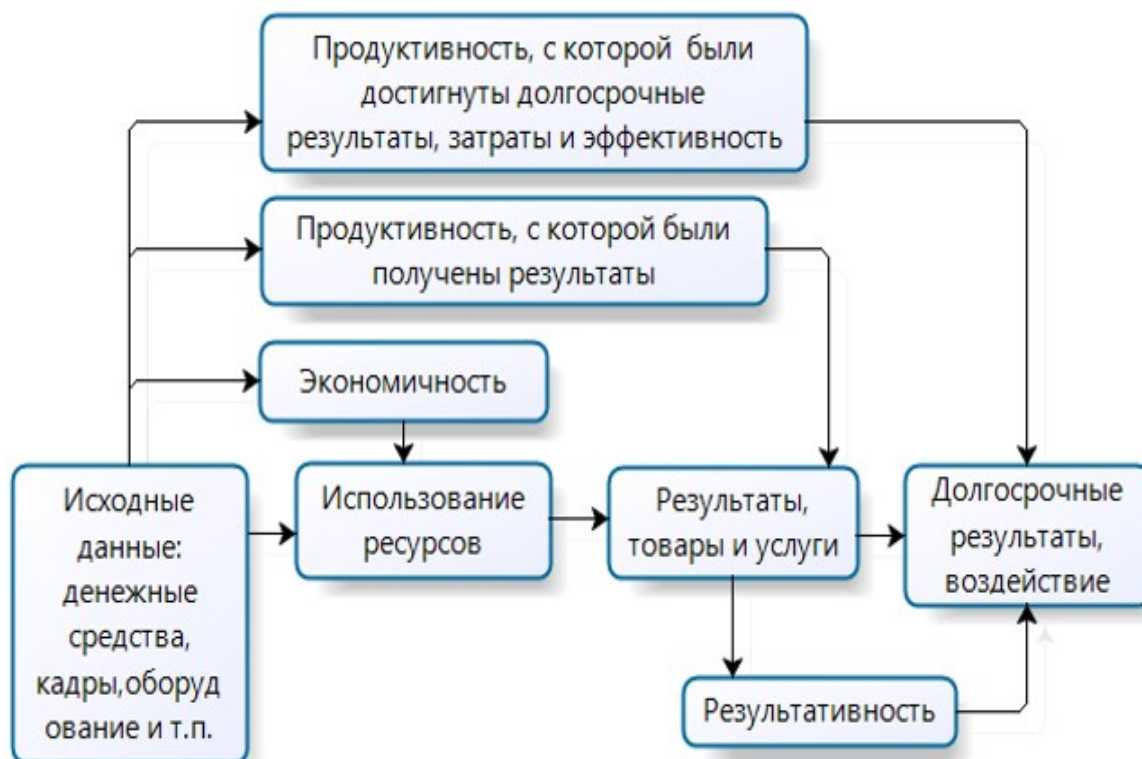 Продуктивность, с которой были
достигнуты долгосрочные
результаты, затраты и эффективность
Продуктивность, с которой были
получены результаты
Экономичность
Исходные
данные:
денежные
средства,
кадры,оборуд
ование и т.п.
Использование
ресурсов
Результаты,
товары и услуги
Долгосрочные
результаты,
воздействие
Результативность